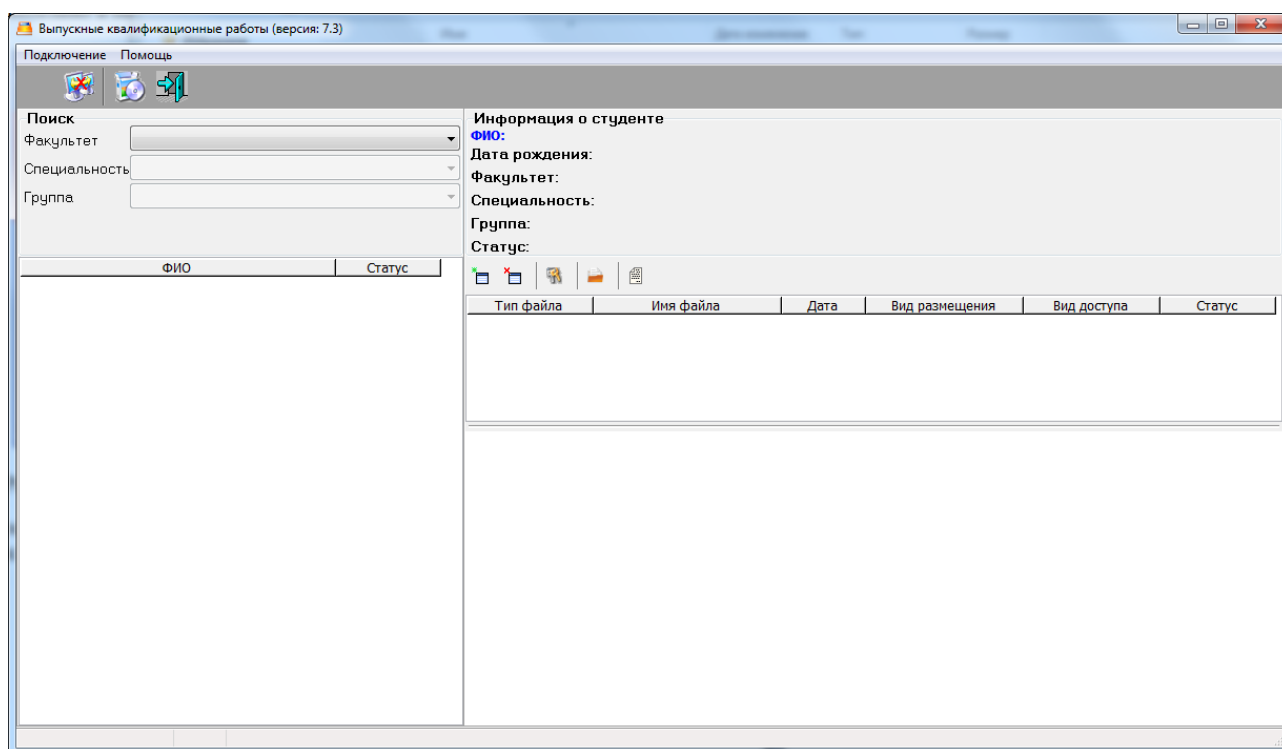 Выпускные квалификационные работы (версия: 7.3)
Подключение Помощь
Поиск
Факультет
Специальность
Группа
ФИО Статус
Информация о студенте
ФИО:
Дата рождения:
Факультет:
Специальность:
Группа:
Статус:
Тип файла Имя файла Дата Вид размещения Вид доступа Статус